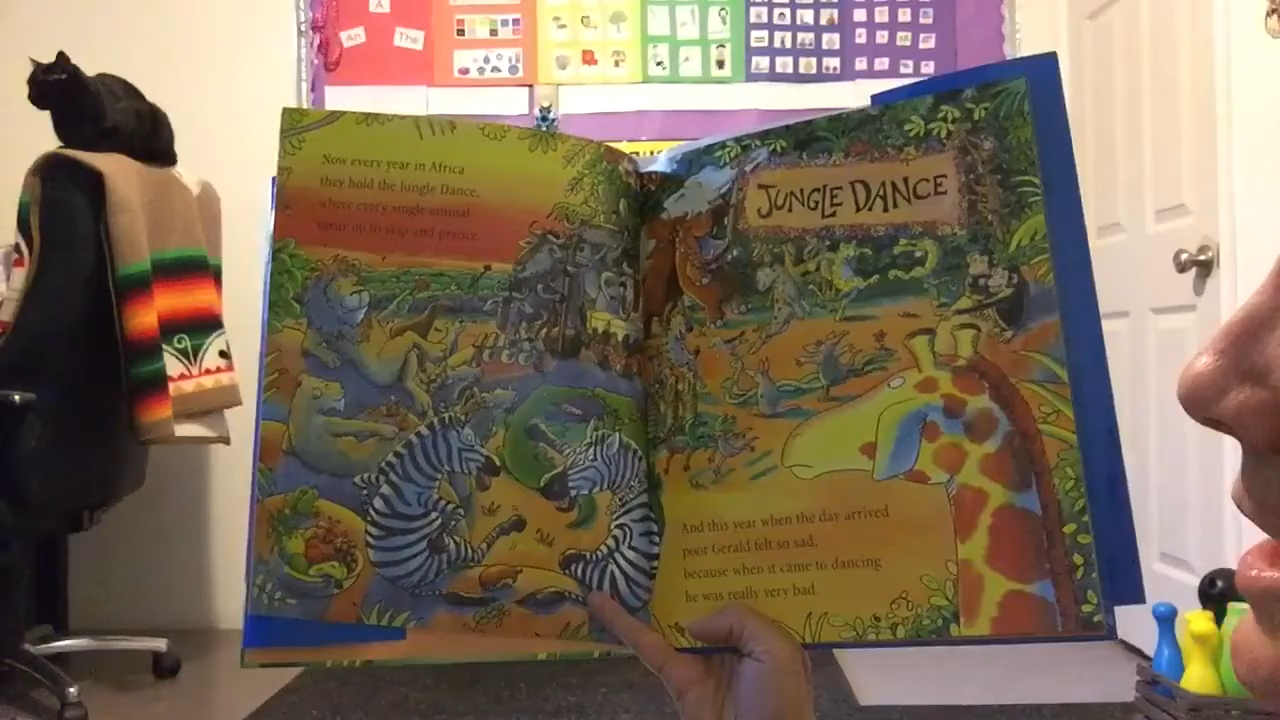 A
An
The
Now every year in Africa
they hold the Jungle Dance,
where every single animal
turns up to skip and prance.
JUNGLE DANCE
And this year when the day arrived
poor Gerald felt so sad,
because when it came to dancing
he was really very bad.